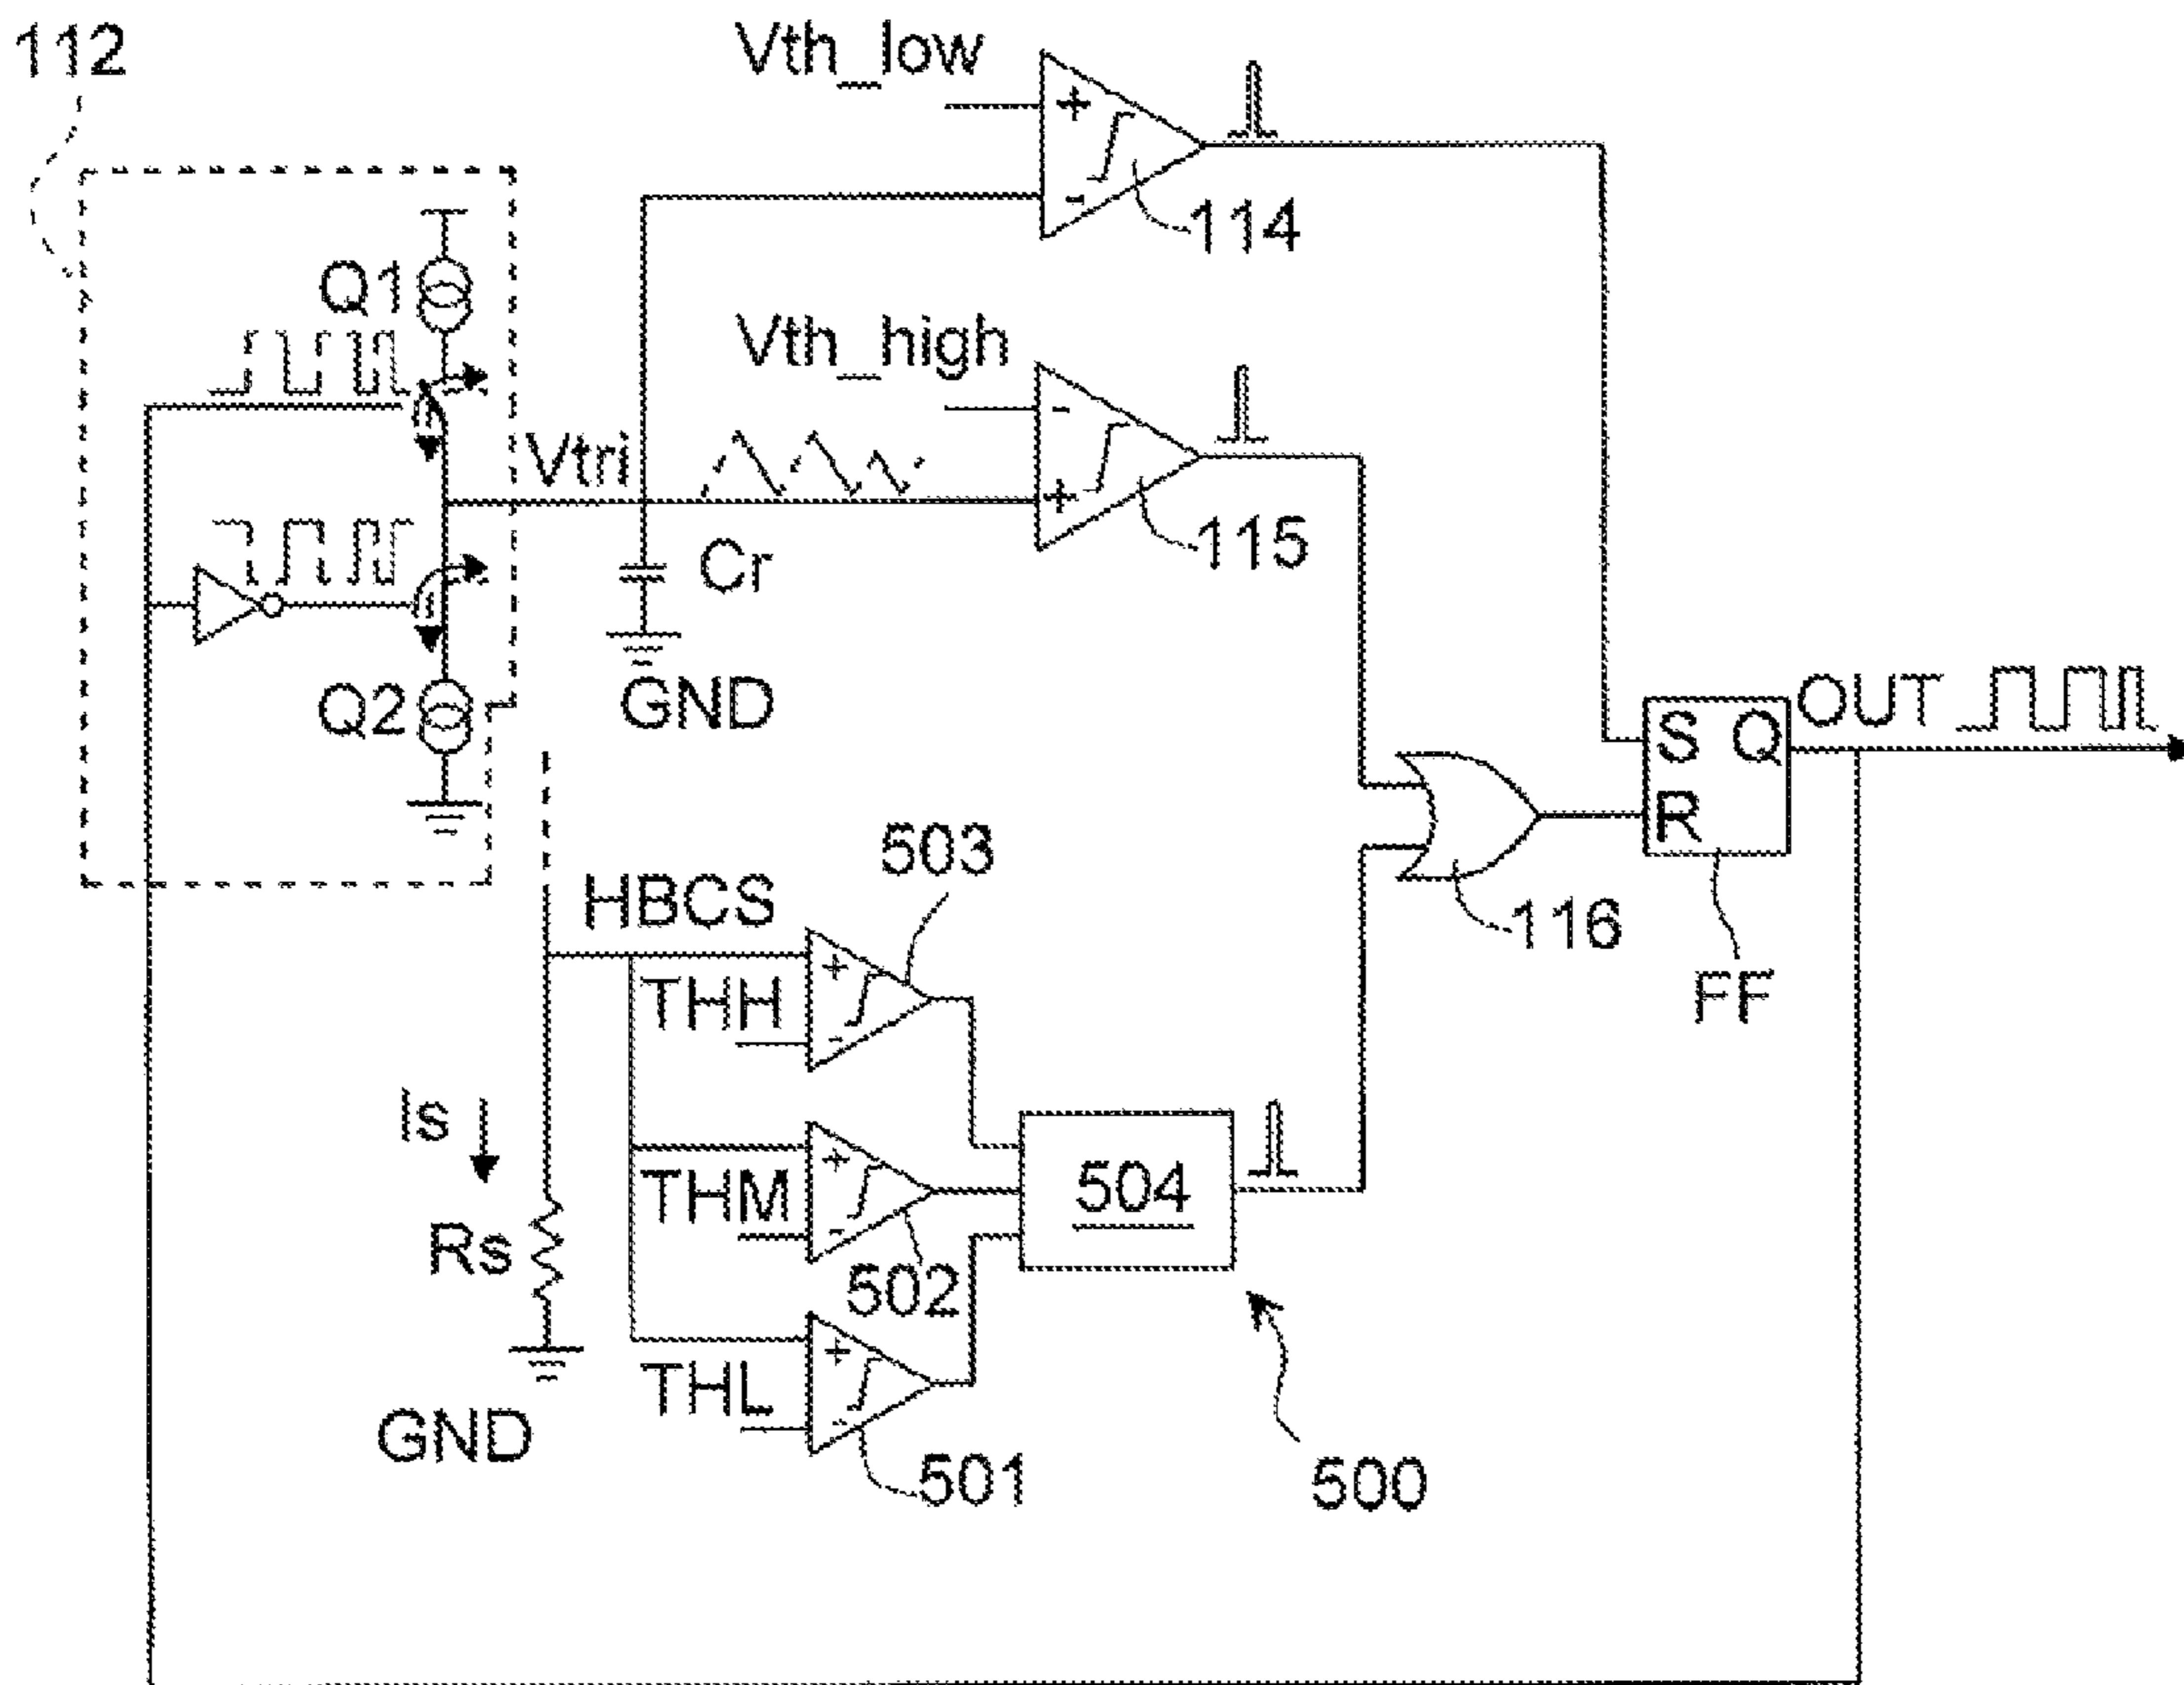 112
Vth_low
+
-
114
Q1
Vth_high
-
+
115
Vtri
Cr
GND
Q2
S Q
R
OUT
116
FF
HBCS
503
THH
+
-
Is
THM
+
-
504
502
Rs
THL
+
-
501
GND
500